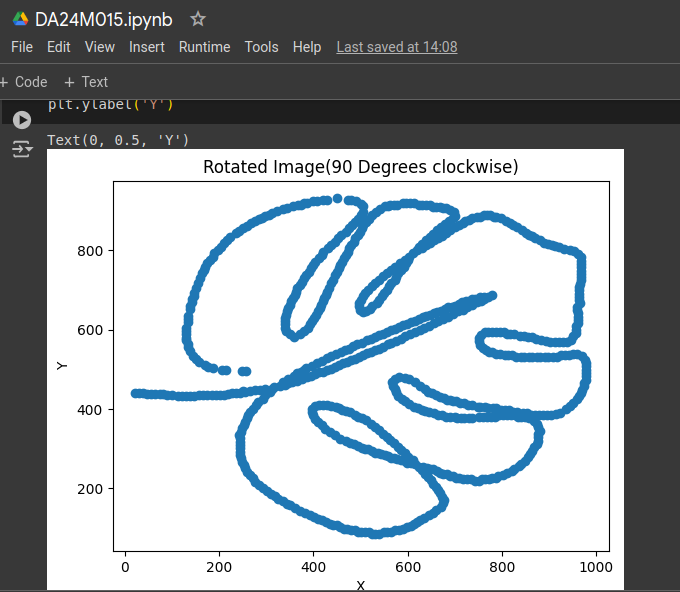 DA24M015.ipynb
File Edit View Insert Runtime Tools Help Last saved at 14:08
+ Code + Text
plt.ylabel('Y')
Text(0, 0.5, 'Y')
Rotated Image(90 Degrees clockwise)
800
600
Y
400
200
0 200 400 600 800 1000
X